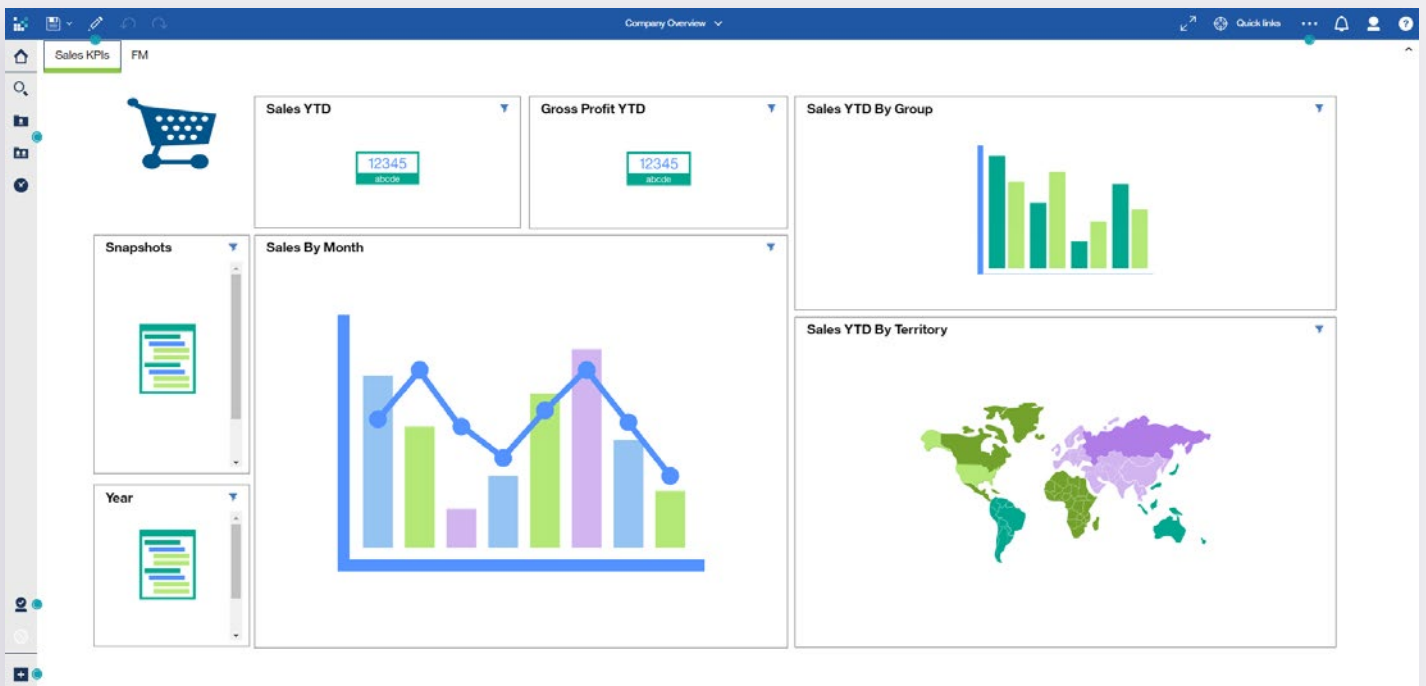 Company Overview
Quick links
?
Sales KPIs
FM
Sales YTD
12345
abcde
Gross Profit YTD
12345
abcde
Sales YTD By Group
Snapshots
Sales By Month
Sales YTD By Territory
Year